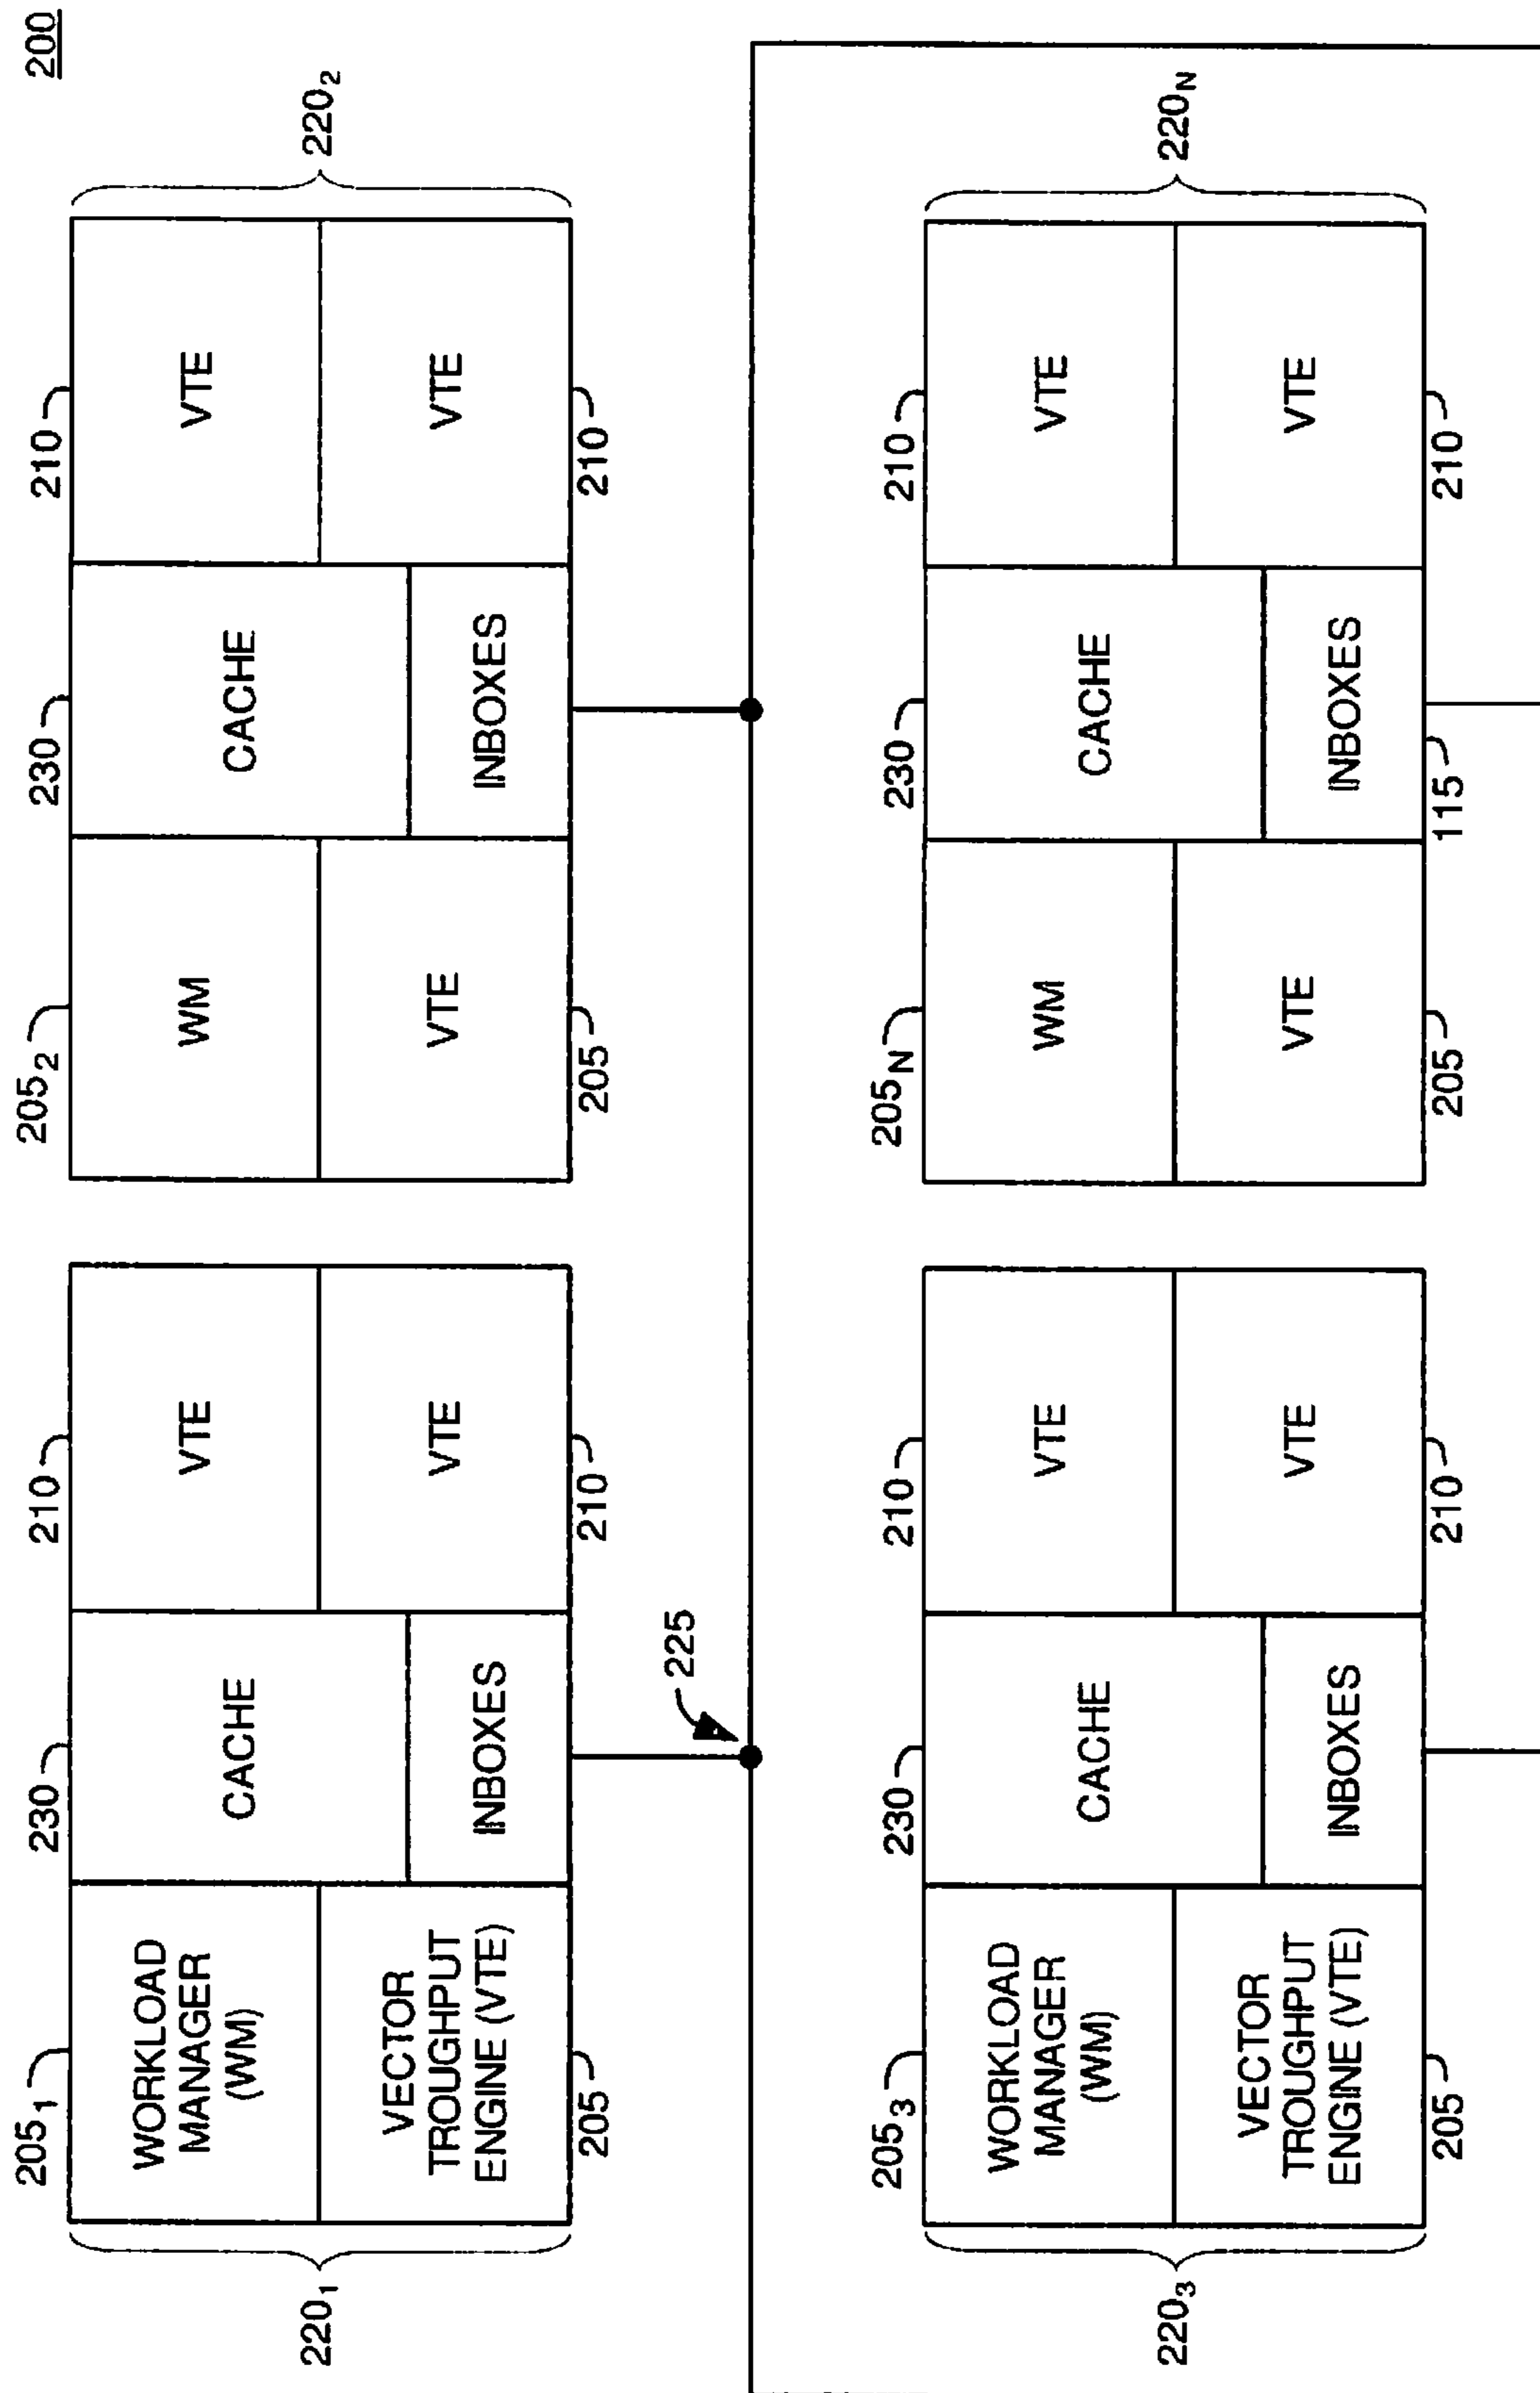 200
205₁
230
210
WORKLOAD
MANAGER
(WM)
CACHE
VTE
220₁
VECTOR
TROUGHPUT
ENGINE (VTE)
INBOXES
VTE
205
210
225
205₂
230
210
WM
CACHE
VTE
220₂
VTE
INBOXES
VTE
205
210
205₃
230
210
WORKLOAD
MANAGER
(WM)
CACHE
VTE
220₃
VECTOR
TROUGHPUT
ENGINE (VTE)
INBOXES
VTE
205
210
205N
230
210
WM
CACHE
VTE
220N
VTE
INBOXES
VTE
205
115
210